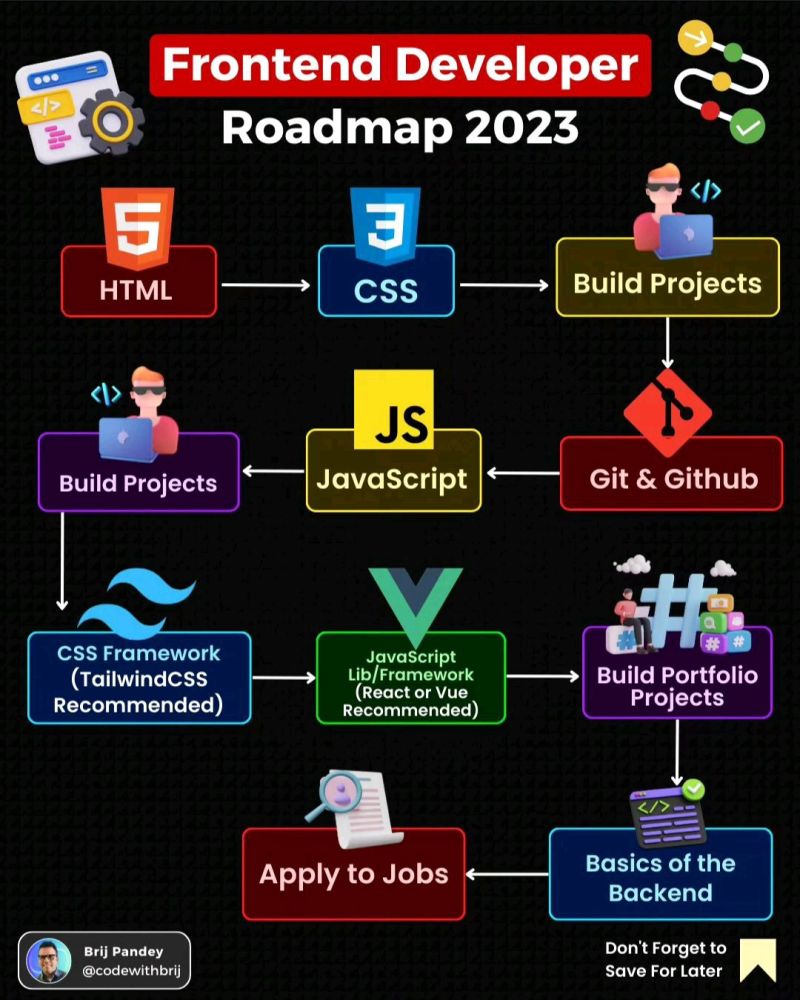 Frontend Developer
Roadmap 2023
5
HTML
3
CSS
</>
Build Projects
</>
Build Projects
JS
JavaScript
Git & Github
CSS Framework
(TailwindCSS
Recommended)
JavaScript
Lib/Framework
(React or Vue
Recommended)
#
Build Portfolio
Projects
Apply to Jobs
</>
Basics of the
Backend
Brij Pandey
@codewithbrij
Don't Forget to
Save For Later